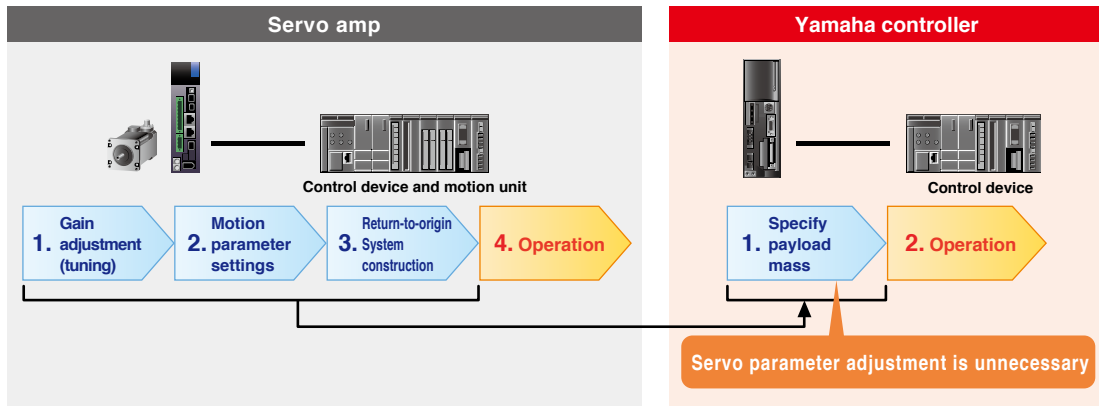 Servo amp
Control device and motion unit
1. Gain
adjustment
(tuning)
2. Motion
parameter
settings
3. Return-to-origin
System
construction
4. Operation
Yamaha controller
Control device
1. Specify
payload
mass
2. Operation
Servo parameter adjustment is unnecessary